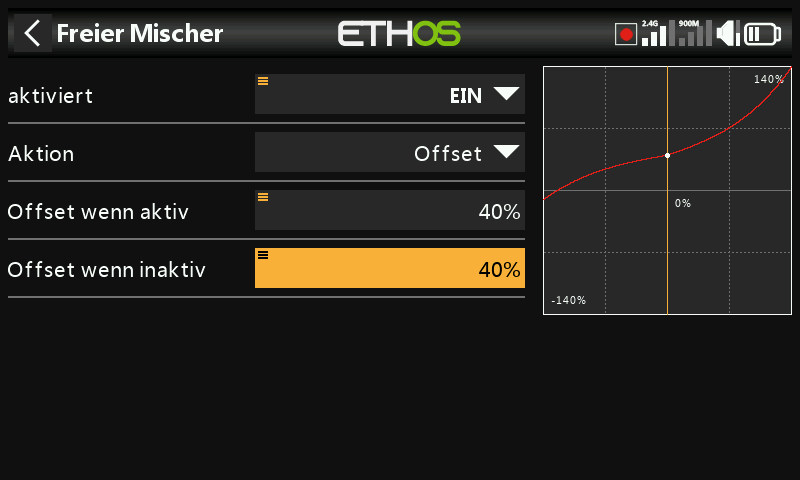 Freier Mischer
ETHOS
2.4G
900M
aktiviert
EIN
140%
Aktion
Offset
Offset wenn aktiv
40%
0%
Offset wenn inaktiv
40%
-140%